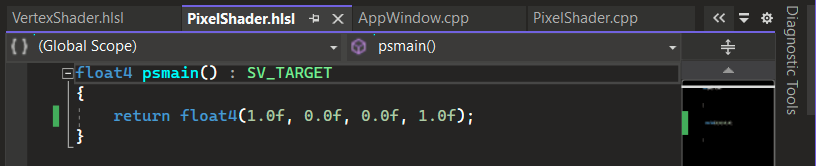 VertexShader.hlsl PixelShader.hlsl AppWindow.cpp PixelShader.cpp
(Global Scope) psmain()
float4 psmain() : SV_TARGET
{
return float4(1.0f, 0.0f, 0.0f, 1.0f);
}
Diagnostic Tools